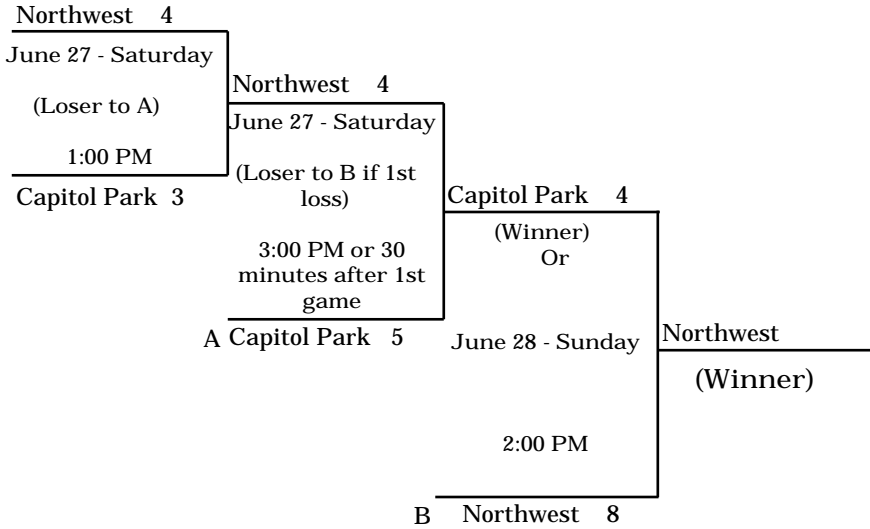 Northwest 4
June 27 - Saturday
(Loser to A)
1:00 PM
Capitol Park 3
Northwest 4
June 27 - Saturday
(Loser to B if 1st
loss)
3:00 PM or 30
minutes after 1st
game
A Capitol Park 5
Capitol Park 4
(Winner)
Or
June 28 - Sunday
2:00 PM
B Northwest 8
Northwest
(Winner)